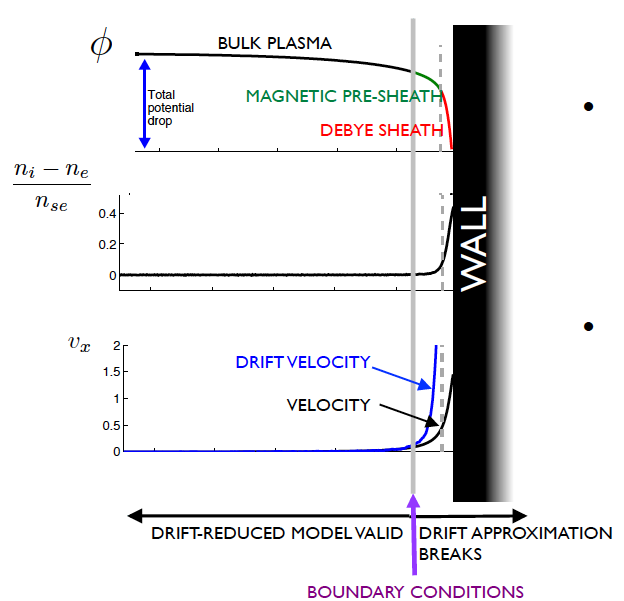 ϕ
BULK PLASMA
Total
potential
drop
MAGNETIC PRE-SHEATH
DEBYE SHEATH
n_i − n_e
n_se
0.4
0.2
0
WALL
v_x
2
1.5
1
0.5
0
DRIFT VELOCITY
VELOCITY
DRIFT-REDUCED MODEL VALID
DRIFT APPROXIMATION
BREAKS
BOUNDARY CONDITIONS